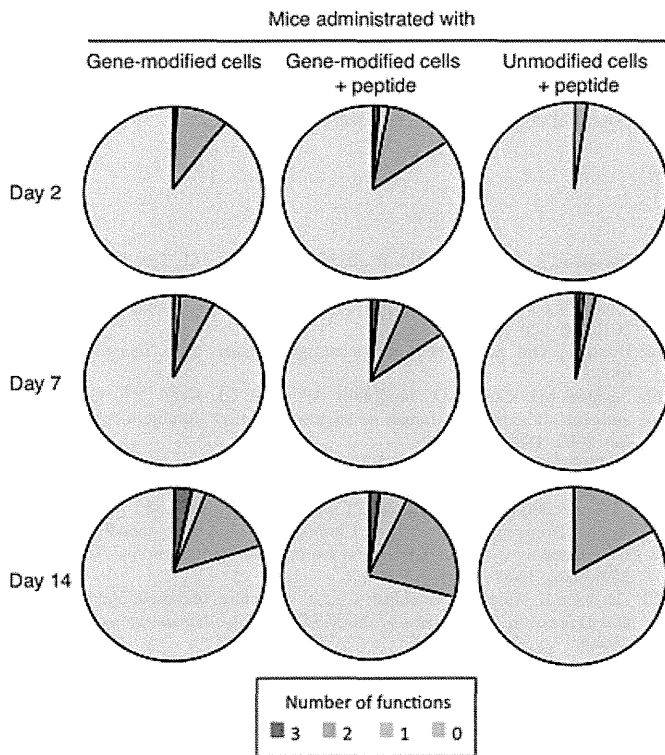 Mice administrated with
Gene-modified cells
Gene-modified cells
+ peptide
Unmodified cells
+ peptide
Day 2
Day 7
Day 14
Number of functions
3 2 1 0